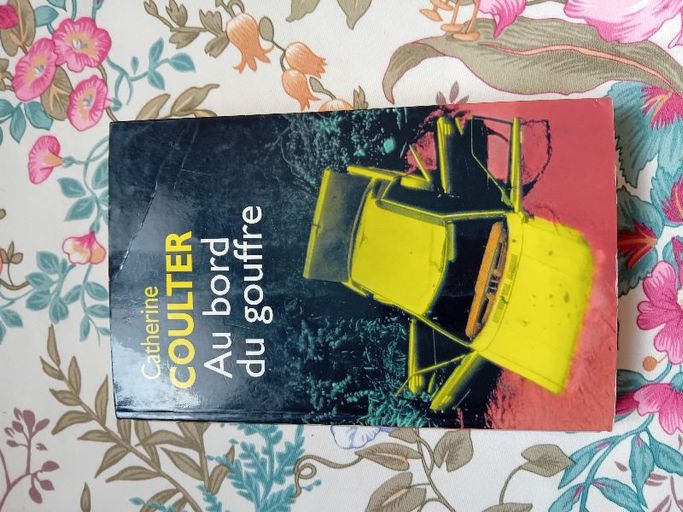 Catherine
COULTER
Au bord
du gouffre